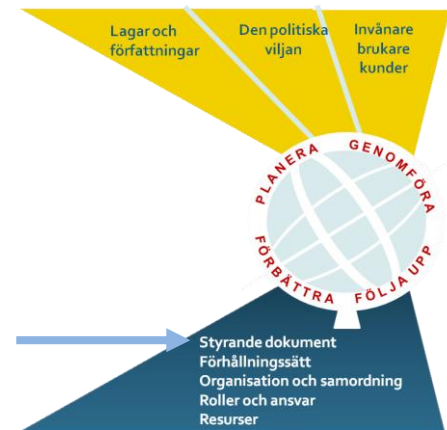 Lagar och
författningar
Den politiska
viljan
Invånare
brukare
kunder
PLANERA
GENOMFÖRA
FÖRBÄTTRA
FÖLJA UPP
Styrande dokument
Förhållningssätt
Organisation och samordning
Roller och ansvar
Resurser